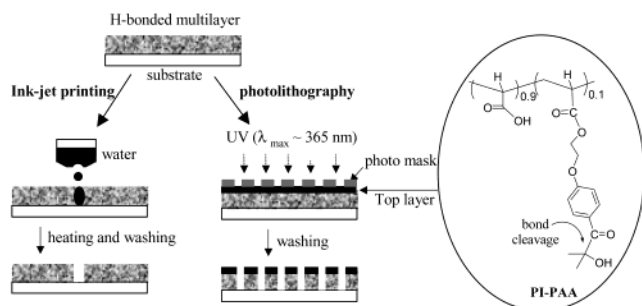 H-bonded multilayer
substrate
Ink-jet printing
photolithography
water
UV (λ max ~ 365 nm)
photo mask
Top layer
heating and washing
washing
H
H
0.9
0.1
O
OH
O
O
O
bond
cleavage
O
OH
PI-PAA